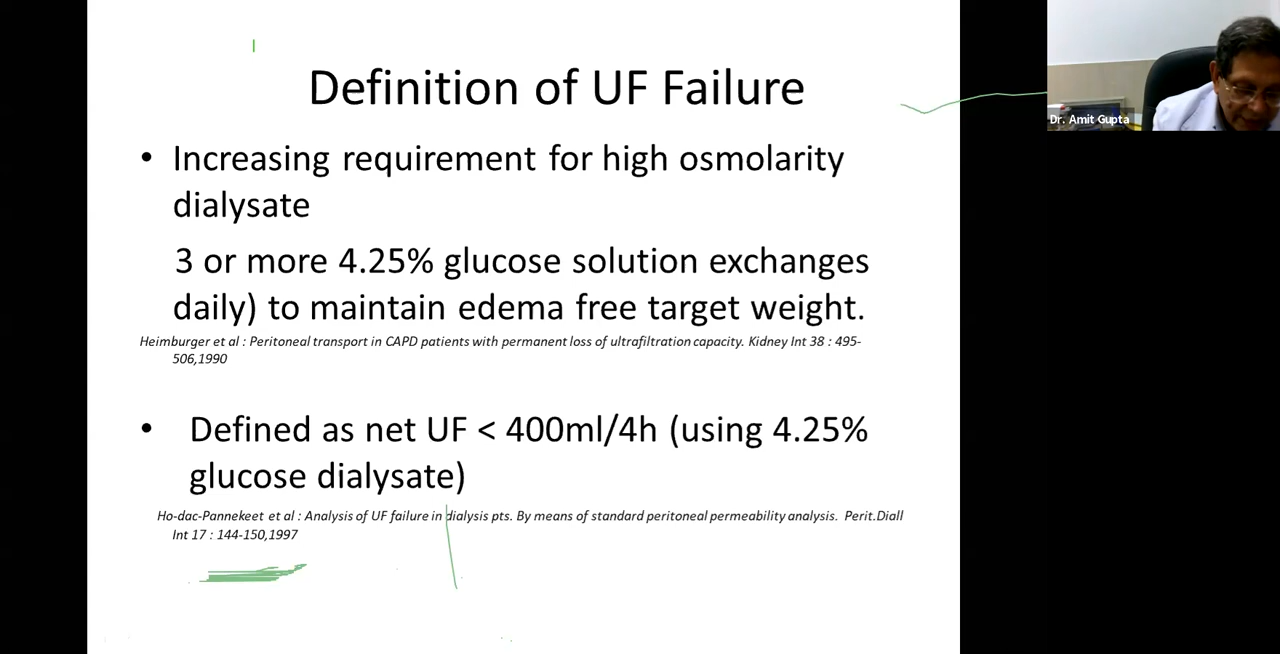 Definition of UF Failure
Dr. Amit Gupta
• Increasing requirement for high osmolarity
dialysate
3 or more 4.25% glucose solution exchanges
daily) to maintain edema free target weight.
Heimburger et al : Peritoneal transport in CAPD patients with permanent loss of ultrafiltration capacity. Kidney Int 38 : 495-
506,1990
• Defined as net UF < 400ml/4h (using 4.25%
glucose dialysate)
Ho-dac-Pannekeet et al : Analysis of UF failure in dialysis pts. By means of standard peritoneal permeability analysis. Perit.Diall
Int 17 : 144-150,1997